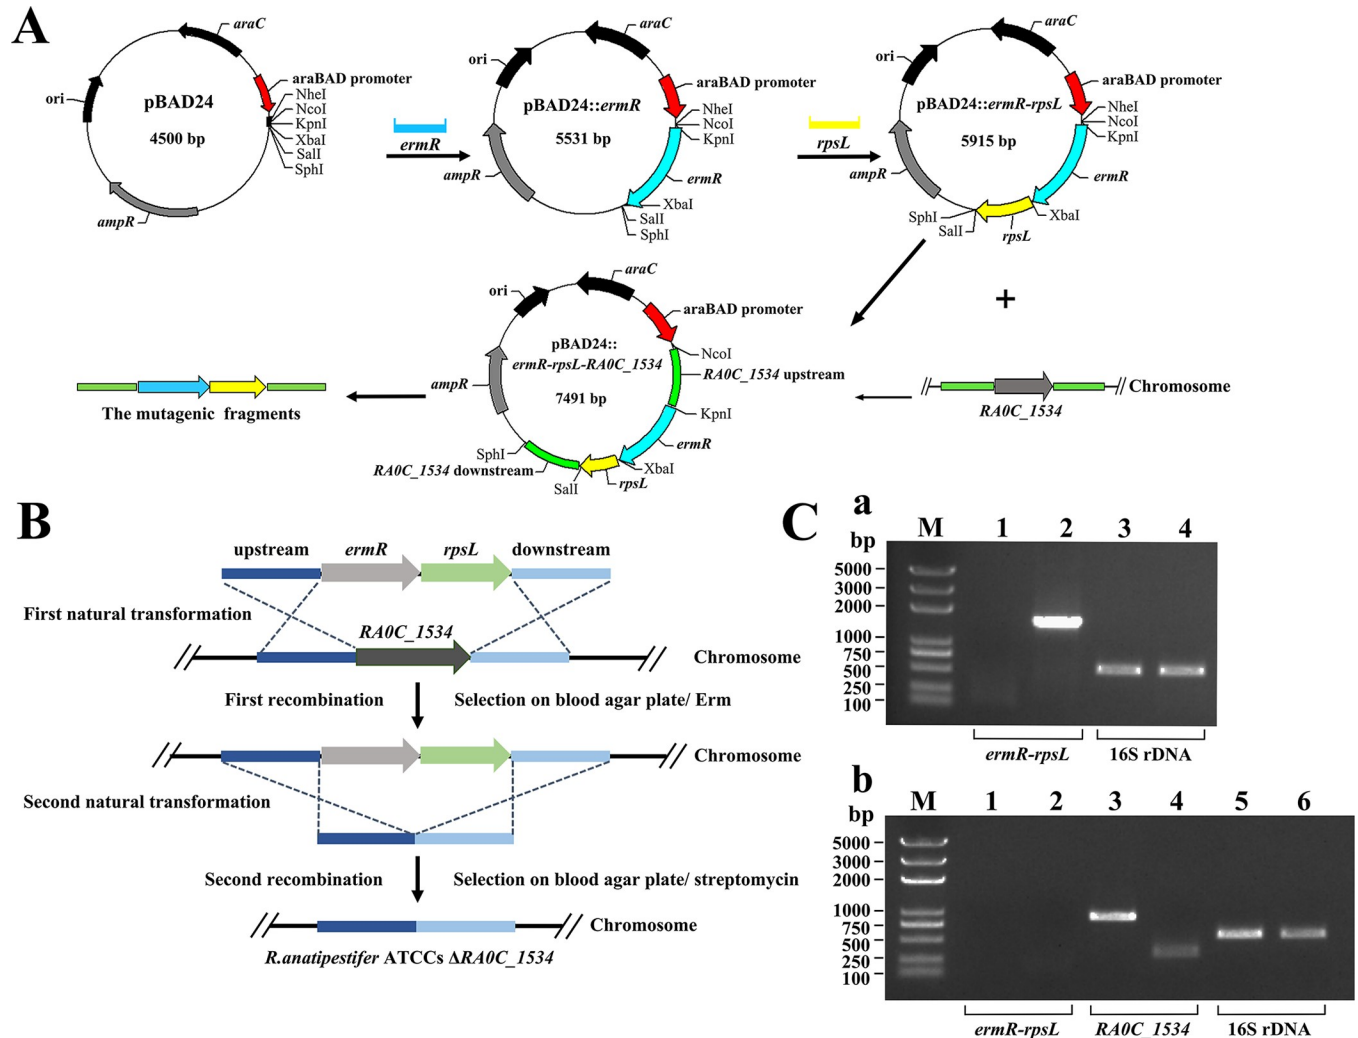 A
araC
ori
araBAD promoter
NheI
NcoI
KpnI
XbaI
SalI
SphI
pBAD24
4500 bp
ampR
ermR
araC
ori
araBAD promoter
NheI
NcoI
KpnI
pBAD24::ermR
5531 bp
ampR
ermR
XbaI
SalI
SphI
rpsL
araC
ori
araBAD promoter
NheI
NcoI
KpnI
pBAD24::ermR-rpsL
5915 bp
ampR
ermR
XbaI
SphI
SalI
rpsL
+
Chromosome
RA0C_1534
araC
ori
araBAD promoter
pBAD24::
ermR-rpsL-RA0C_1534
7491 bp
NcoI
RA0C_1534 upstream
KpnI
ampR
ermR
SphI
XbaI
RA0C_1534 downstream
rpsL
SalI
The mutagenic fragments
B
upstream ermR rpsL downstream
First natural transformation
RA0C_1534
Chromosome
First recombination Selection on blood agar plate/ Erm
Chromosome
Second natural transformation
Second recombination Selection on blood agar plate/ streptomycin
Chromosome
R.anatipestifer ATCCs ΔRA0C_1534
C
a
bp M 1 2 3 4
5000
3000
2000
1000
750
500
250
100
ermR-rpsL 16S rDNA
b
bp M 1 2 3 4 5 6
5000
3000
2000
1000
750
500
250
100
ermR-rpsL RA0C_1534 16S rDNA